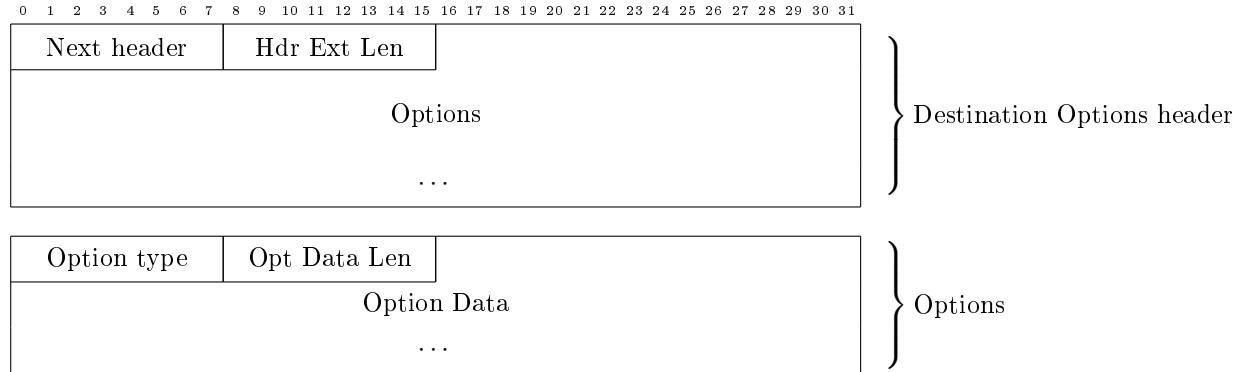 0 1 2 3 4 5 6 7 8 9 10 11 12 13 14 15 16 17 18 19 20 21 22 23 24 25 26 27 28 29 30 31
Next header Hdr Ext Len
Options Destination Options header
...
Option type Opt Data Len
Option Data Options
...